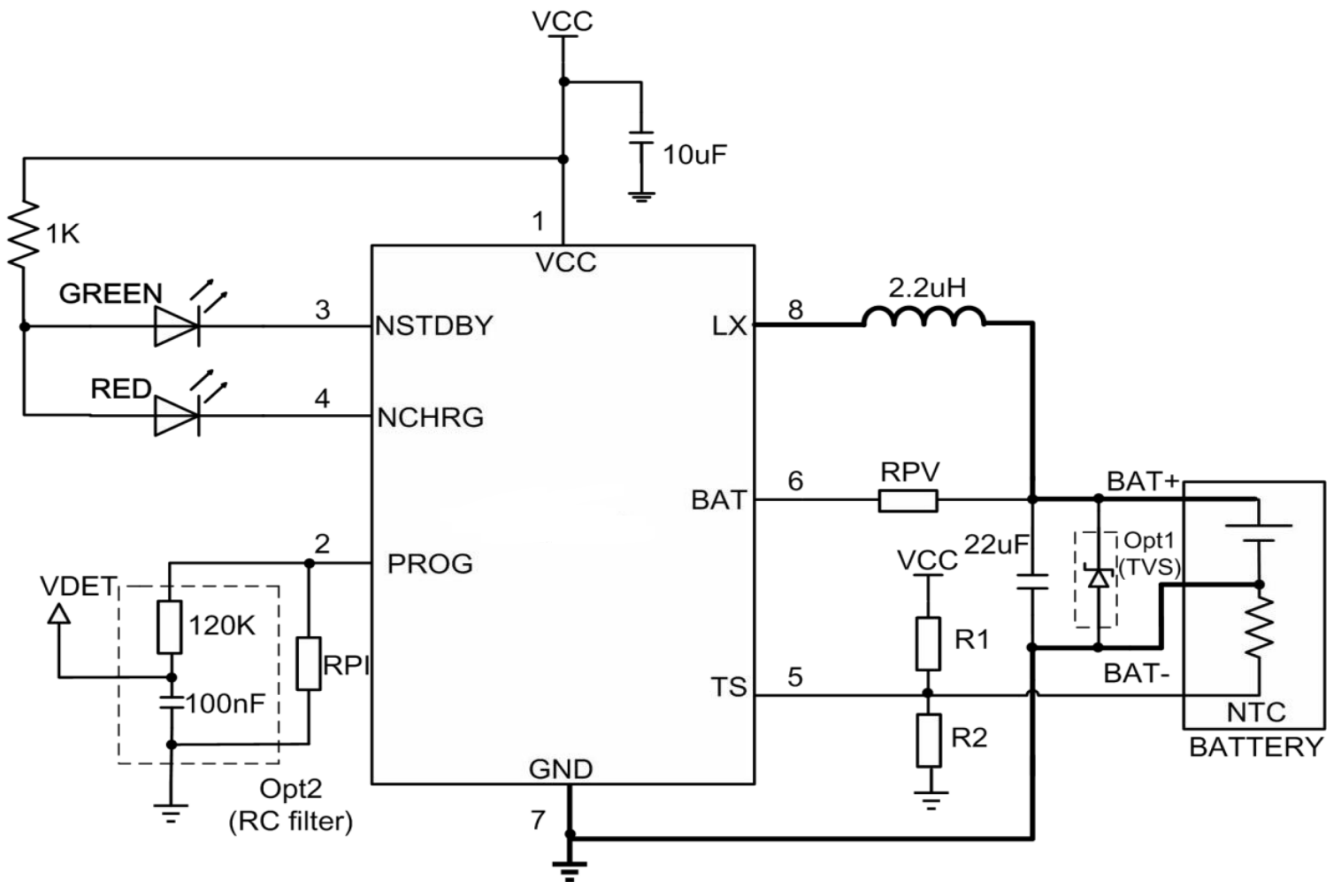 VCC
10uF
1K
1
VCC
GREEN
3
NSTDBY
RED
4
NCHRG
2
PROG
VDET
120K
RPI
100nF
Opt2
(RC filter)
GND
7
LX
8
2.2uH
BAT
6
RPV
BAT+
22uF
Opt1
(TVS)
VCC
R1
BAT-
TS
5
R2
NTC
BATTERY